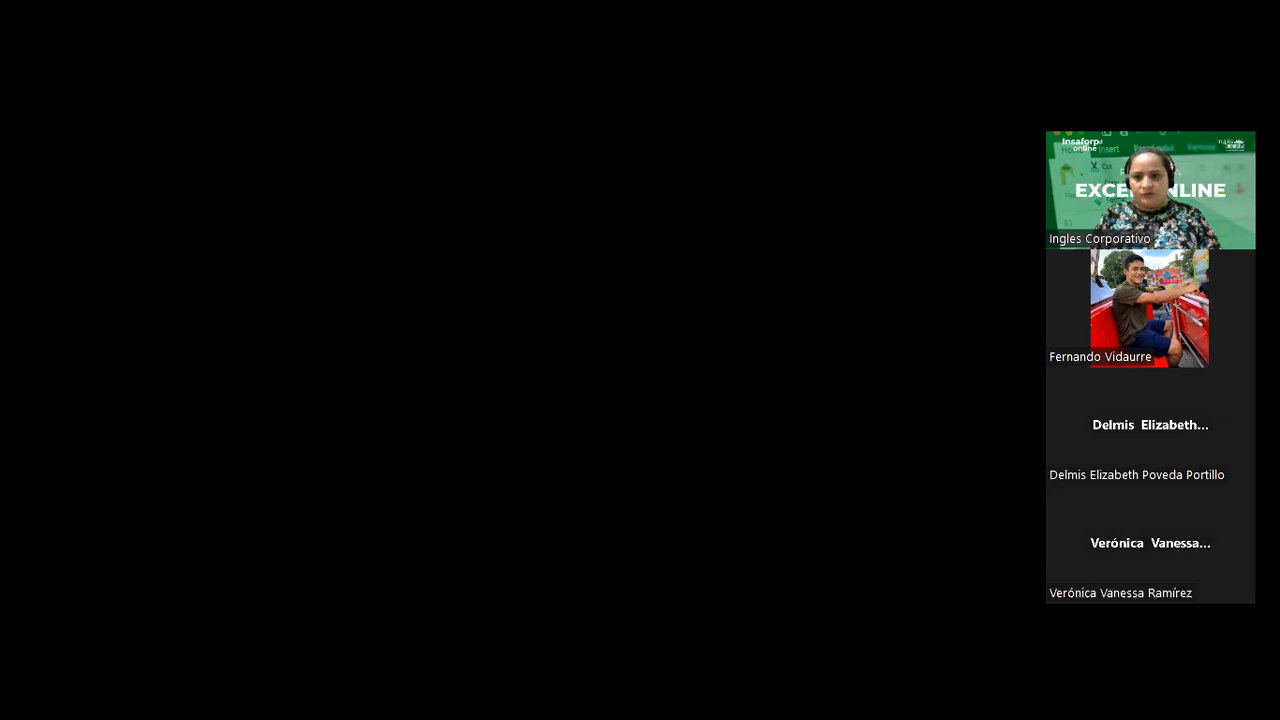 Insaforp
online
Insert
EXCEL ONLINE
Ingles Corporativo
Fernando Vidaurre
Delmis Elizabeth...
Delmis Elizabeth Poveda Portillo
Verónica Vanessa...
Verónica Vanessa Ramírez